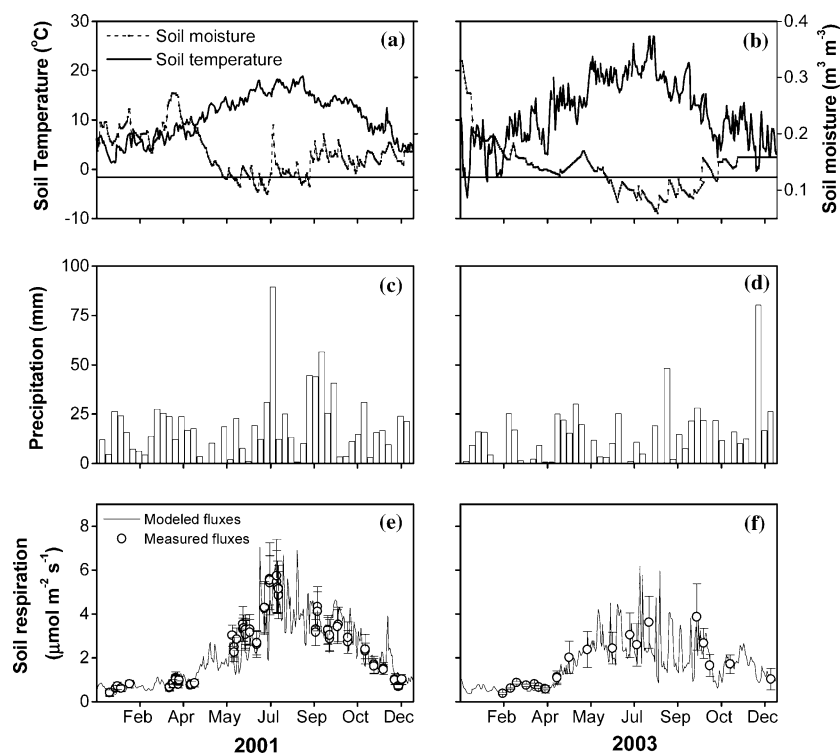 30
20
10
0
-10
Soil Temperature (°C)
Soil moisture
Soil temperature
(a)
(b)
0.4
0.3
0.2
0.1
Soil moisture (m³ m⁻³)
100
75
50
25
0
Precipitation (mm)
(c)
(d)
8
6
4
2
0
Soil respiration
(µmol m⁻² s⁻¹)
Modeled fluxes
Measured fluxes
(e)
(f)
Feb Apr May Jul Sep Oct Dec
Feb Apr May Jul Sep Oct Dec
2001
2003